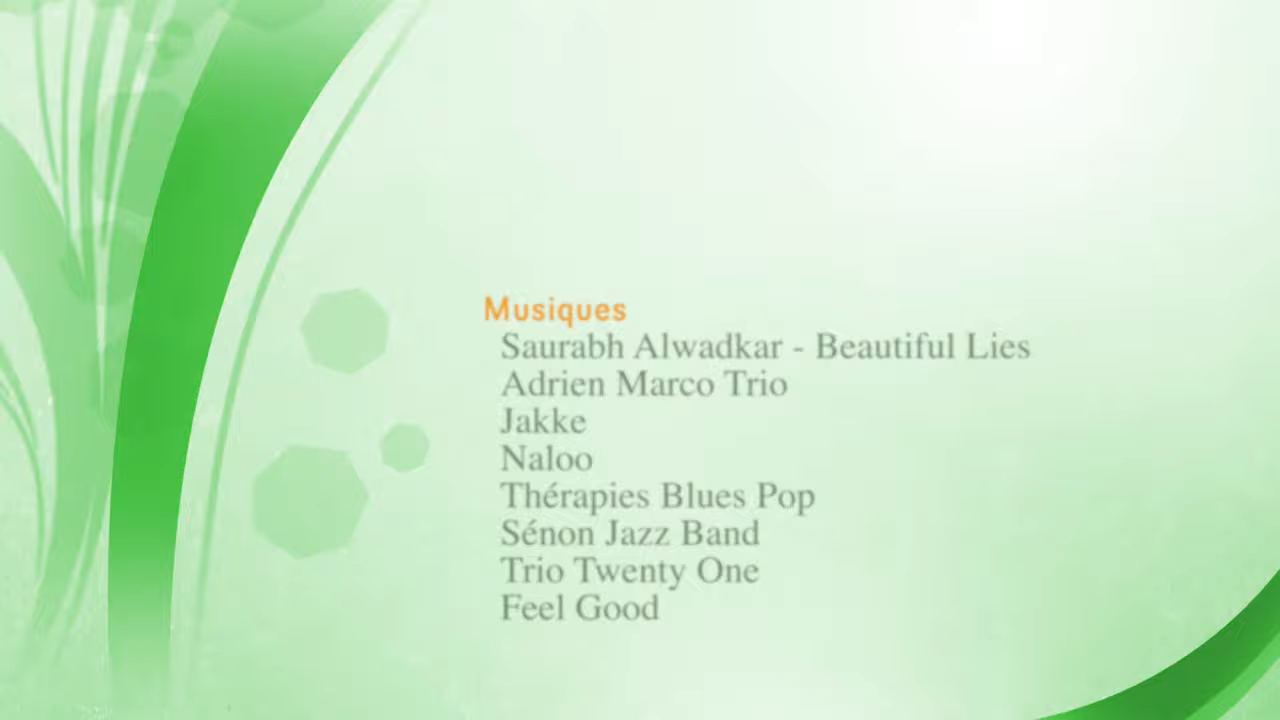 Musiques
Saurabh Alwadkar - Beautiful Lies
Adrien Marco Trio
Jakke
Naloo
Thérapies Blues Pop
Sénon Jazz Band
Trio Twenty One
Feel Good